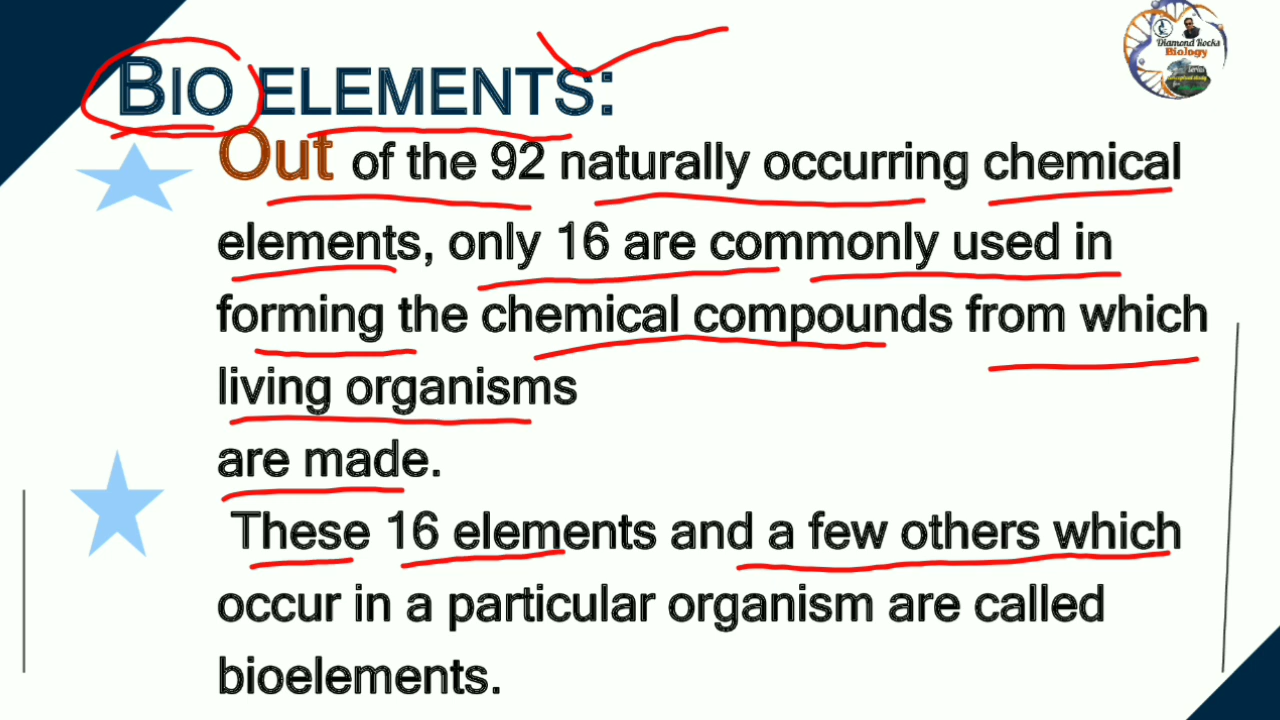 Diamond Rocks
Biology
BIO ELEMENTS:
Out of the 92 naturally occurring chemical
elements, only 16 are commonly used in
forming the chemical compounds from which
living organisms
are made.
These 16 elements and a few others which
occur in a particular organism are called
bioelements.